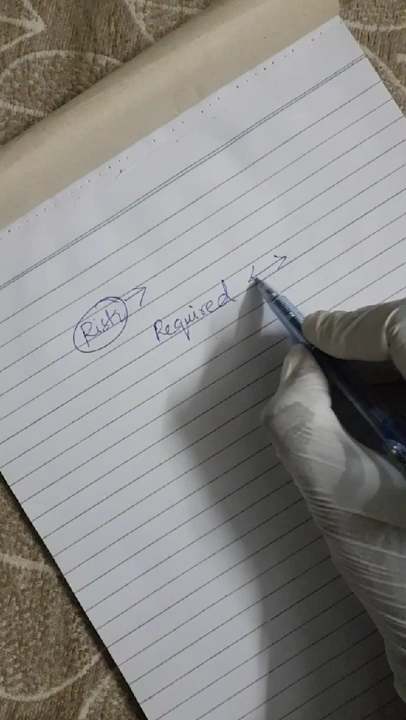 Risk → Required →